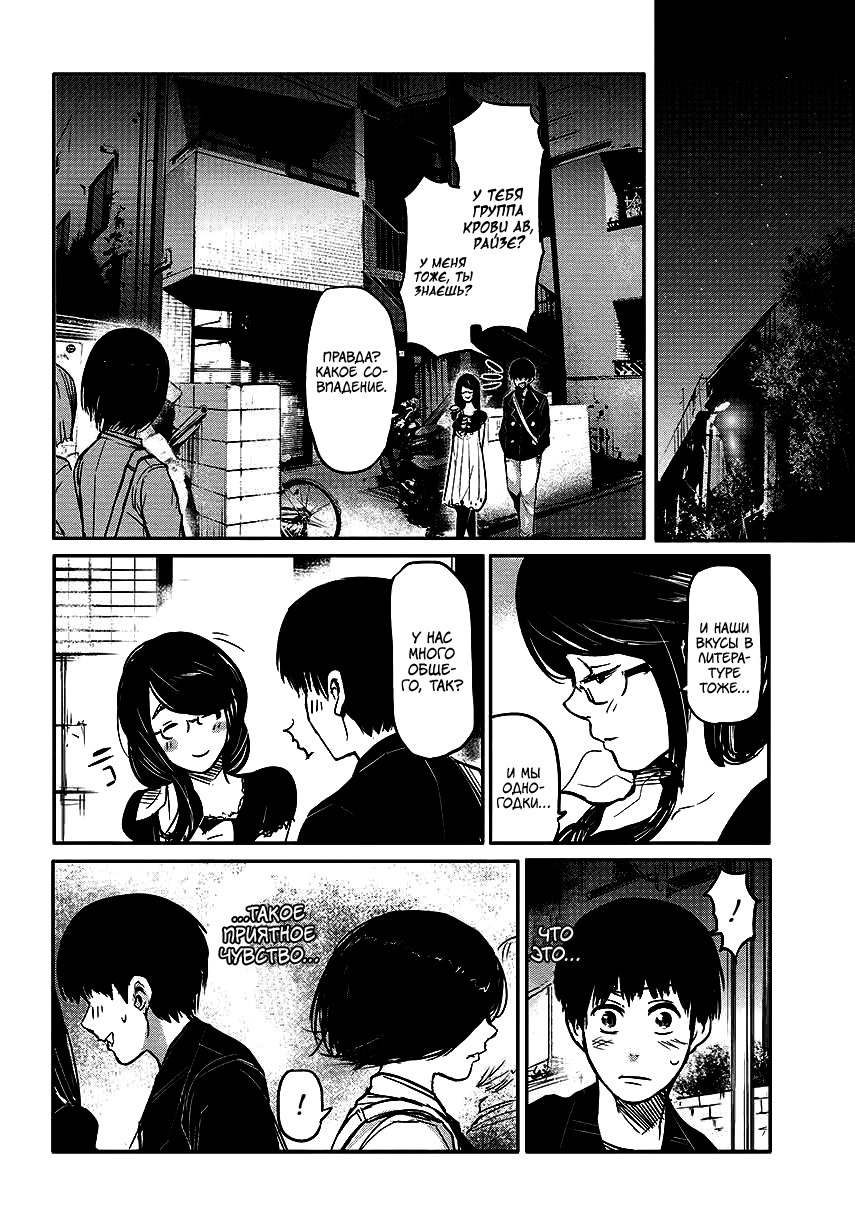 У ТЕБЯ
ГРУППА
КРОВИ АВ,
РАЙЗЕ?
У МЕНЯ
ТОЖЕ, ТЫ
ЗНАЕШЬ?
ПРАВДА?
КАКОЕ СО-
ВПАДЕНИЕ.
И НАШИ
ВКУСЫ В
ЛИТЕРА-
ТУРЕ
ТОЖЕ...
И МЫ
ОДНО-
ГОДКИ...
У НАС
МНОГО
ОБЩЕ-
ГО, ТАК?
!
ЧТО
ЭТО...
...ТАКОЕ
ПРИЯТНОЕ
ЧУВСТВО...
!